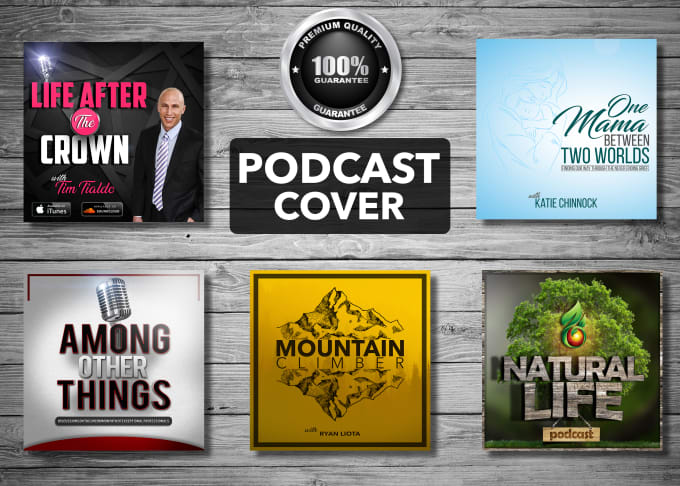 LIFE AFTER
The
CROWN
with
Tim Tialdo
iTunes
SOUNDCLOUD
PREMIUM QUALITY
100%
GUARANTEE
GUARANTEE
One
Mama
BETWEEN
TWO WORLDS
with
KATIE CHINNOCK
PODCAST
COVER
AMONG
OTHER
THINGS
MOUNTAIN
CLIMBER
with RYAN LIOTA
NATURAL
LIFE
podcast